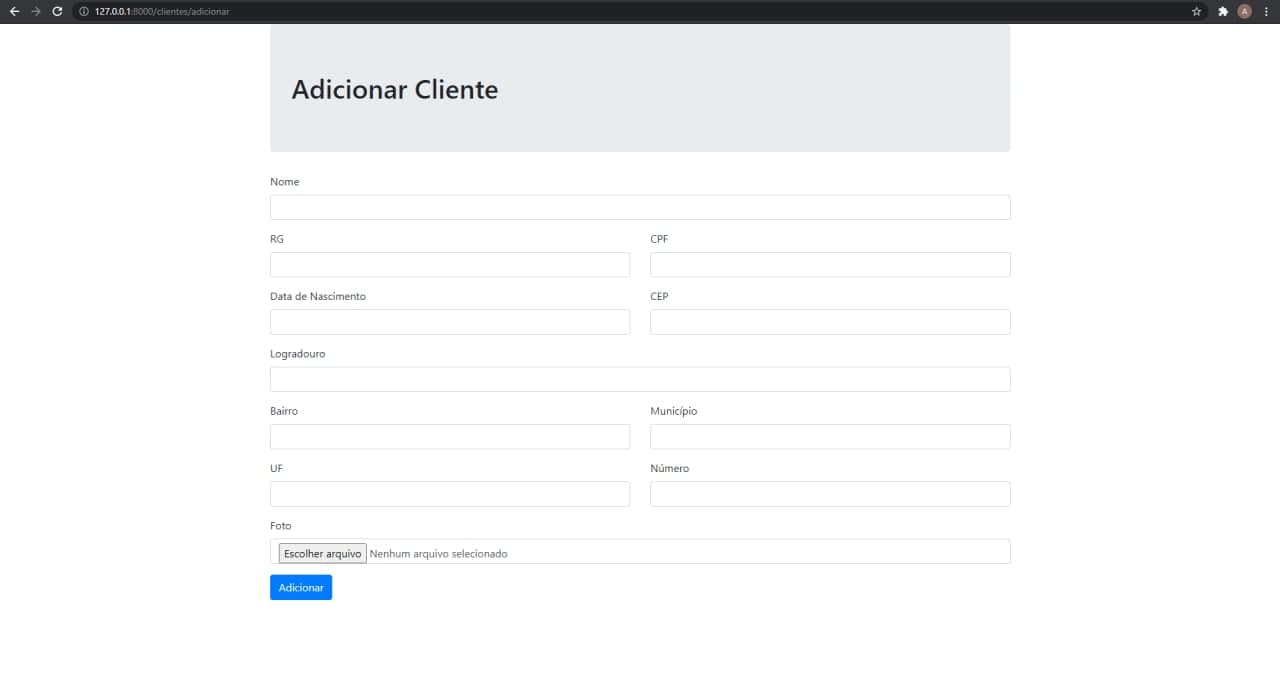 127.0.0.1:8000/clientes/adicionar
A
Adicionar Cliente
Nome
RG CPF
Data de Nascimento CEP
Logradouro
Bairro Município
UF Número
Foto
Escolher arquivo Nenhum arquivo selecionado
Adicionar